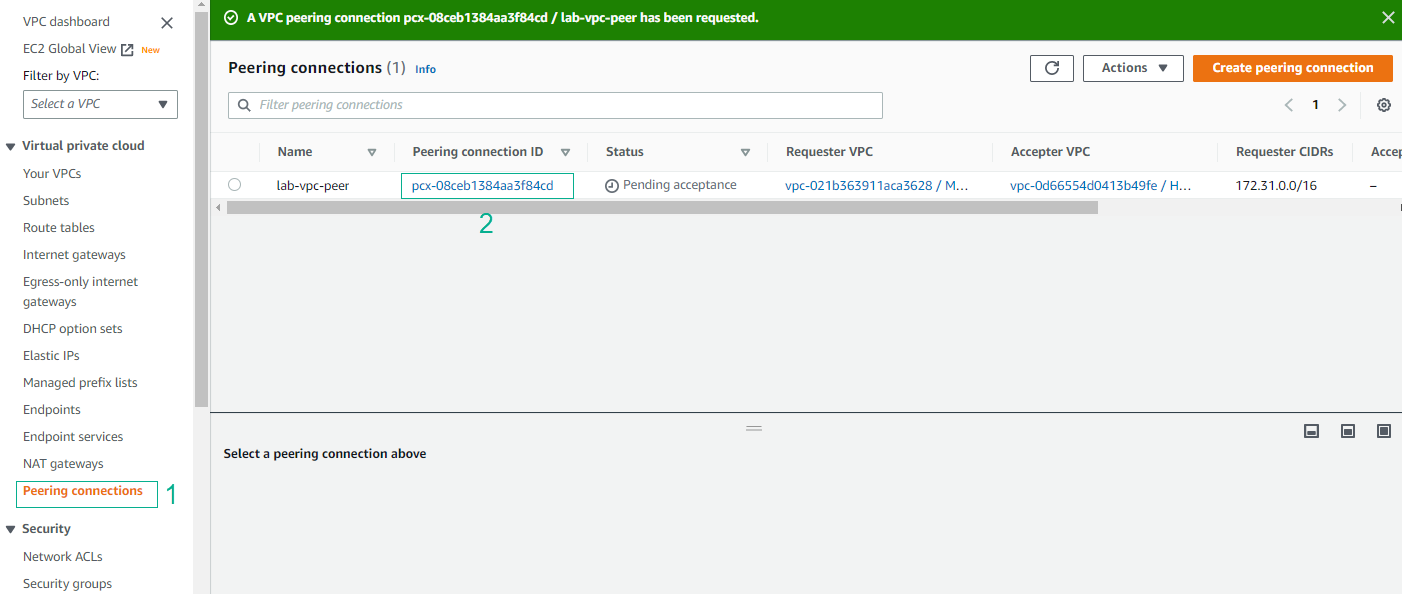 VPC dashboard
EC2 Global View New
Filter by VPC:
Select a VPC
Virtual private cloud
Your VPCs
Subnets
Route tables
Internet gateways
Egress-only internet
gateways
DHCP option sets
Elastic IPs
Managed prefix lists
Endpoints
Endpoint services
NAT gateways
Peering connections 1
Security
Network ACLs
Security groups
A VPC peering connection pcx-08ceb1384aa3f84cd / lab-vpc-peer has been requested.
Peering connections (1) Info
Actions
Create peering connection
Filter peering connections
1
Name Peering connection ID Status Requester VPC Accepter VPC Requester CIDRs Accep
lab-vpc-peer pcx-08ceb1384aa3f84cd Pending acceptance vpc-021b363911aca3628 / M... vpc-0d66554d0413b49fe / H... 172.31.0.0/16 –
2
Select a peering connection above